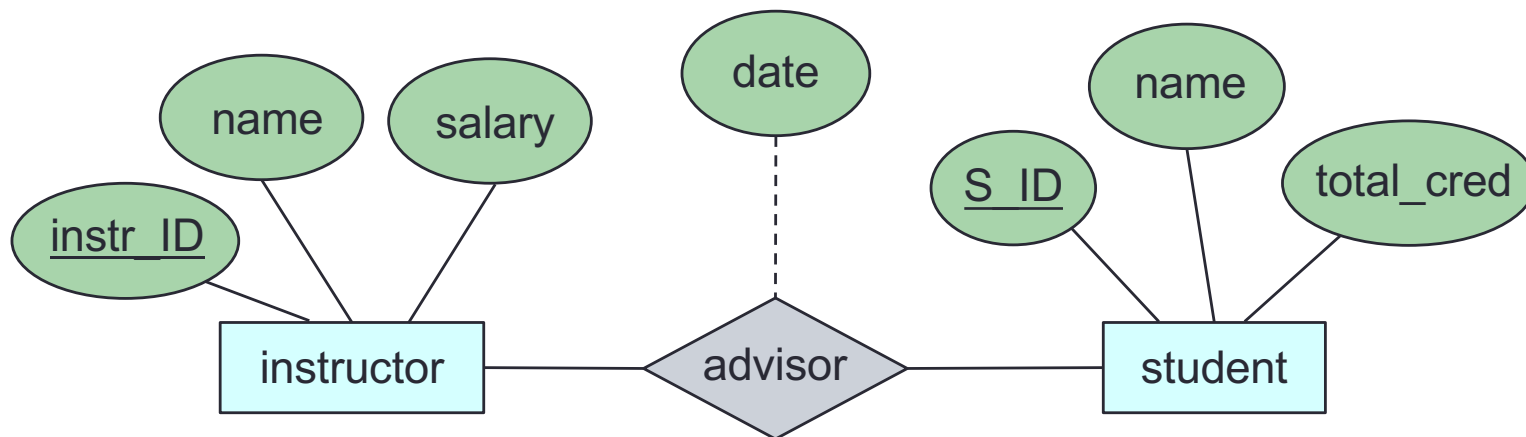 date
name
name
salary
S_ID
total_cred
instr_ID
instructor
advisor
student